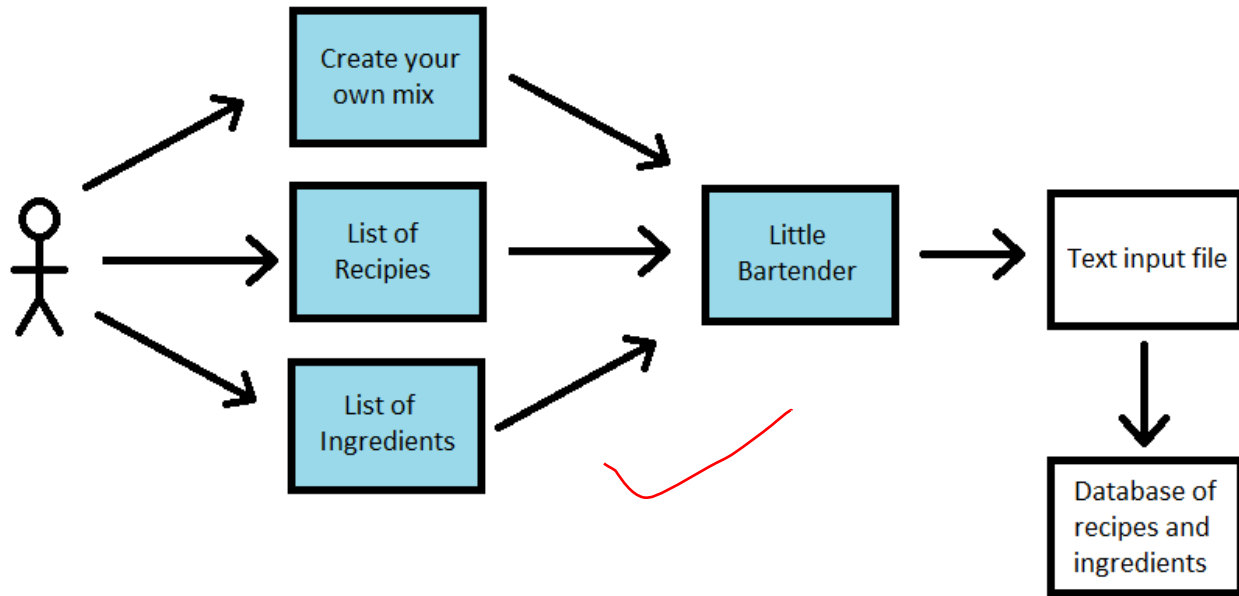 Create your
own mix
List of
Recipies
List of
Ingredients
Little
Bartender
Text input file
Database of
recipes and
ingredients